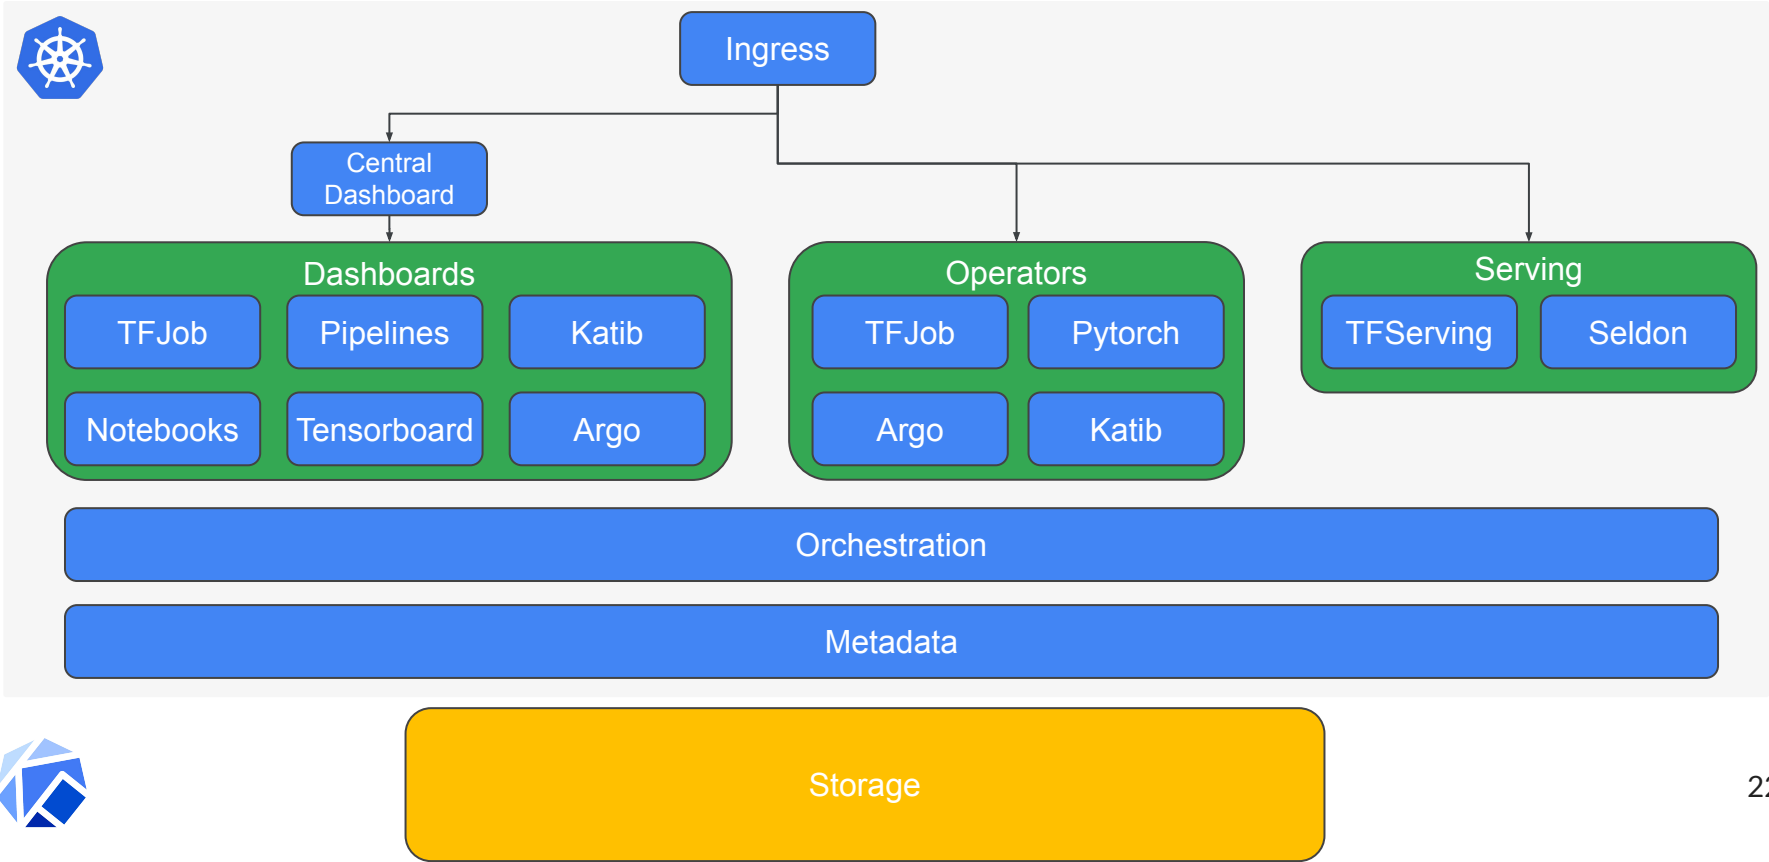 Ingress
Central
Dashboard
Dashboards
TFJob
Pipelines
Katib
Notebooks
Tensorboard
Argo
Operators
TFJob
Pytorch
Argo
Katib
Serving
TFServing
Seldon
Orchestration
Metadata
Storage
22